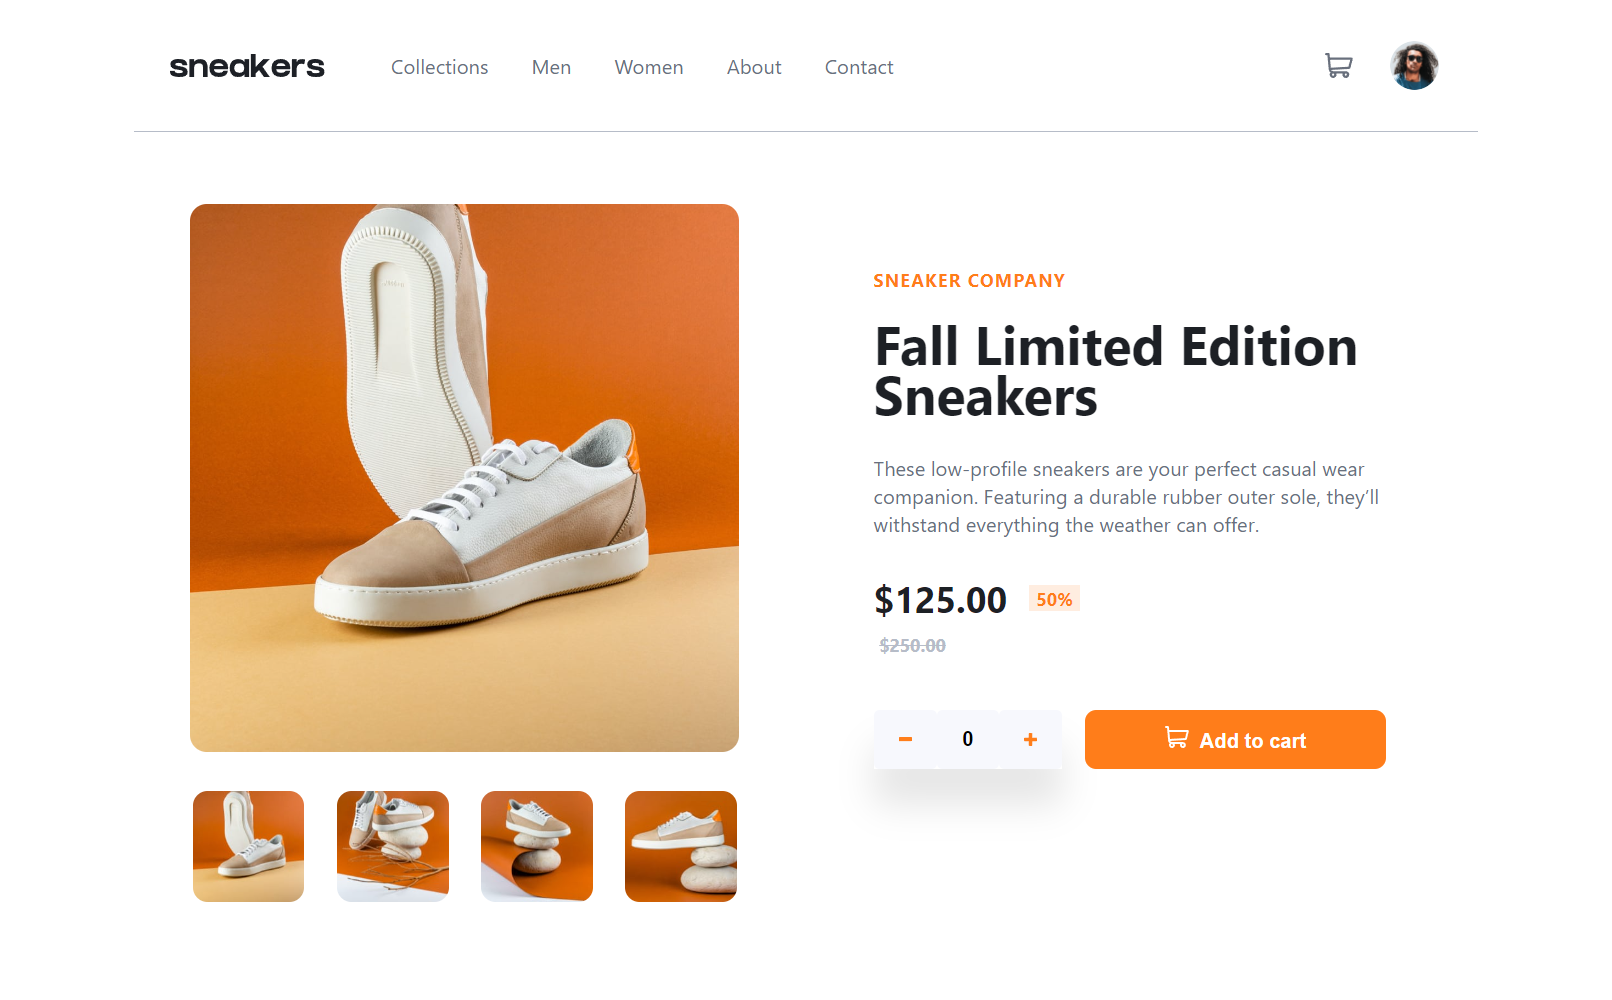 sneakers
Collections Men Women About Contact
SNEAKER COMPANY
Fall Limited Edition
Sneakers
These low-profile sneakers are your perfect casual wear
companion. Featuring a durable rubber outer sole, they’ll
withstand everything the weather can offer.
$125.00 50%
$250.00
0 Add to cart